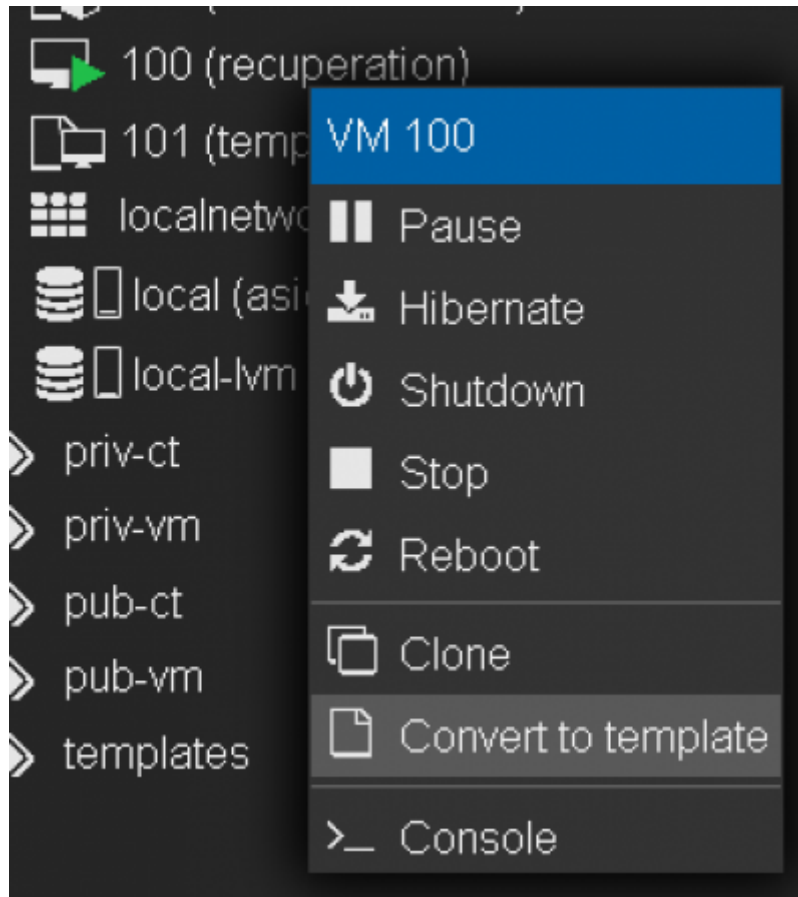 100 (recuperation)
101 (temp
localnetwo
local (asi
local-lvm
priv-ct
priv-vm
pub-ct
pub-vm
templates
VM 100
Pause
Hibernate
Shutdown
Stop
Reboot
Clone
Convert to template
Console